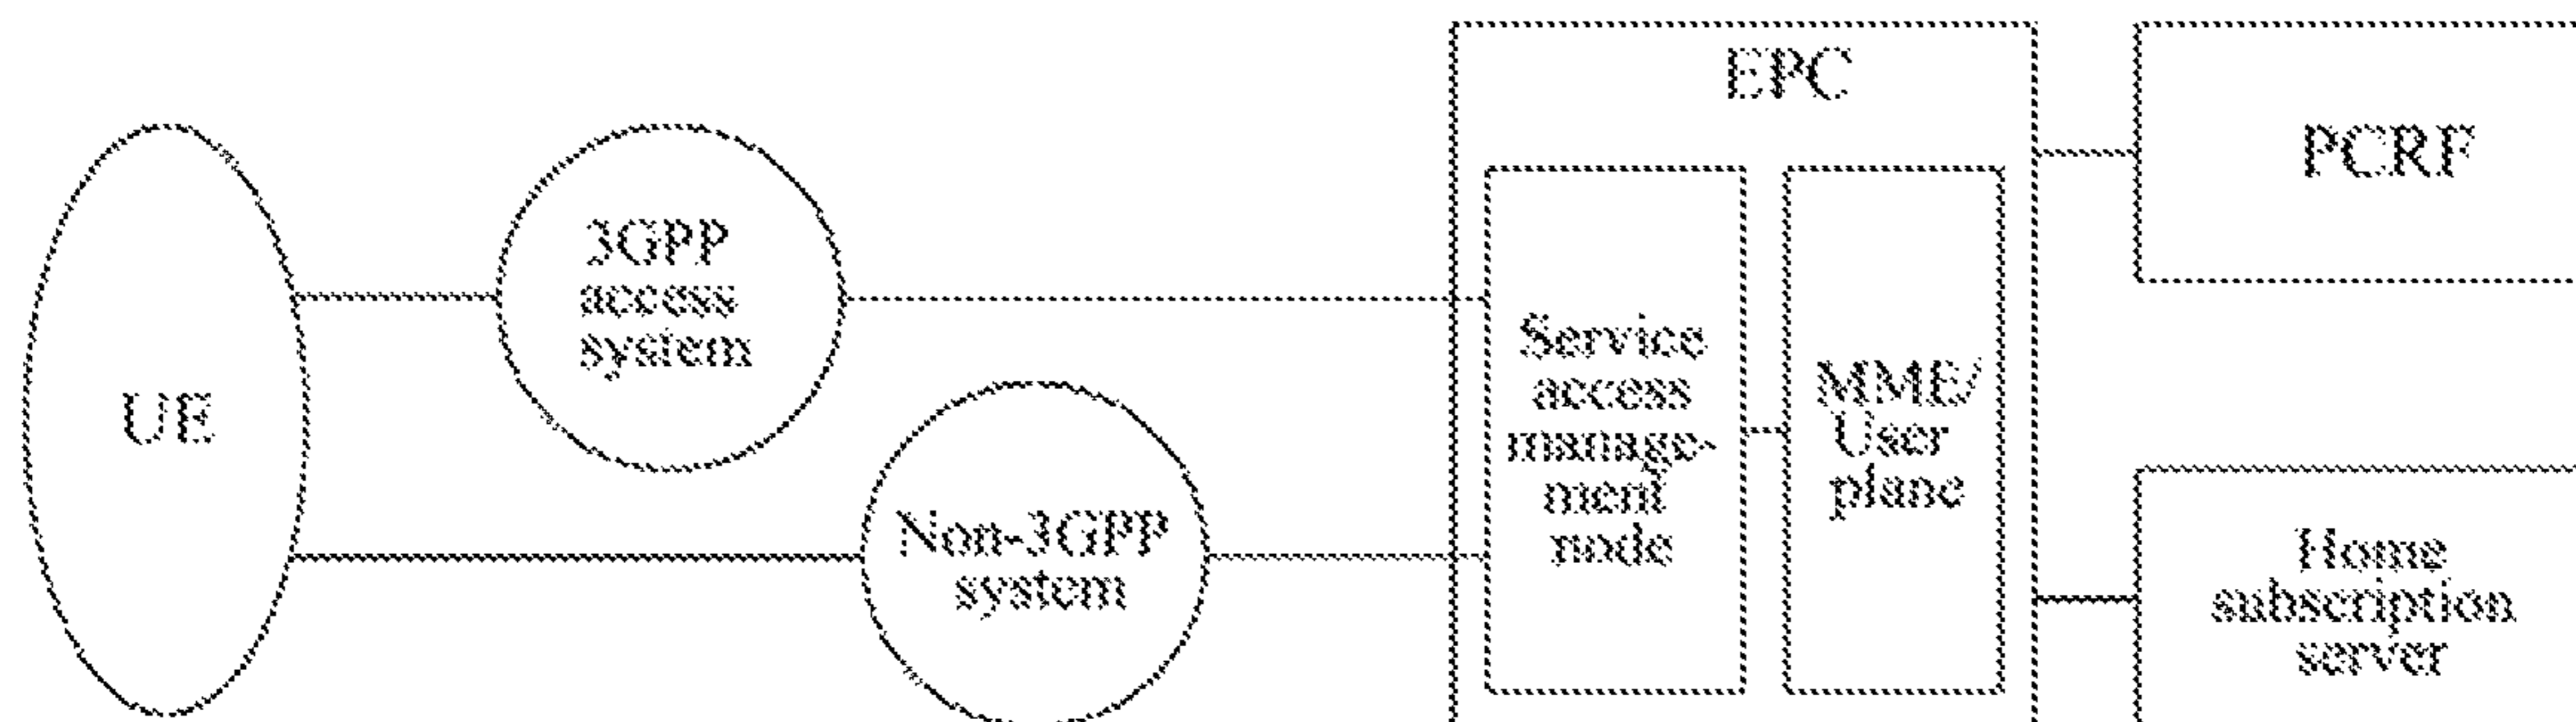 EPC
PCRF
3GPP
access
system
UE
Service
access
manage-
ment
node
MME/
User
plane
Non-3GPP
system
Home
subscription
server